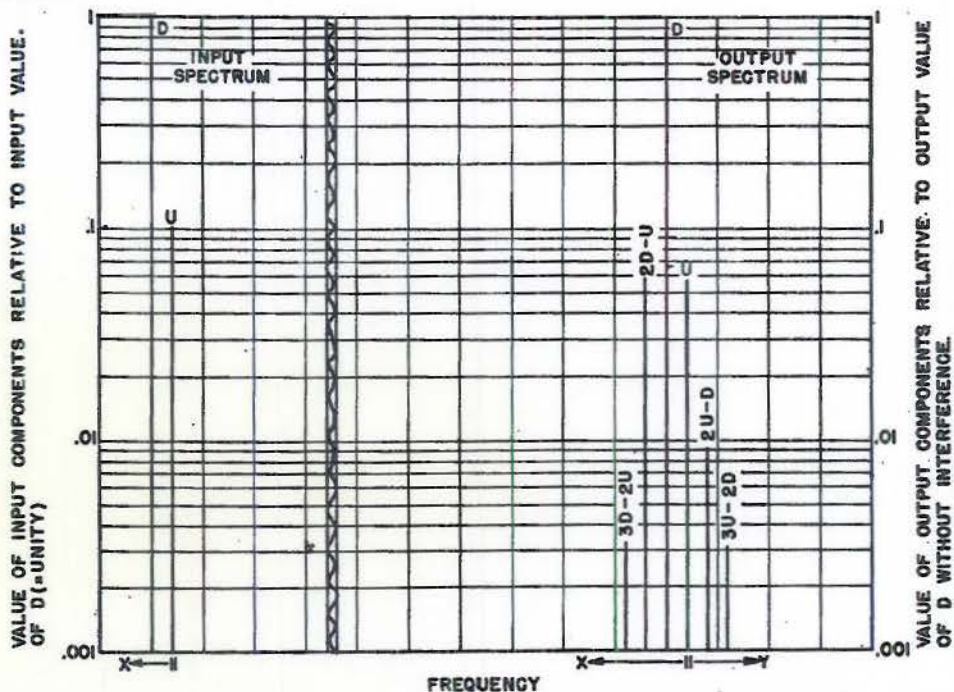 VALUE OF INPUT COMPONENTS RELATIVE TO INPUT VALUE.
OF D (=UNITY)
1
.1
.01
.001
D
INPUT
SPECTRUM
U
X
II
D
OUTPUT
SPECTRUM
2D-U
U
2U-D
3D-2U
3U-2D
X
II
Y
1
.1
.01
.001
FREQUENCY
VALUE OF OUTPUT COMPONENTS RELATIVE TO OUTPUT VALUE
OF D WITHOUT INTERFERENCE.